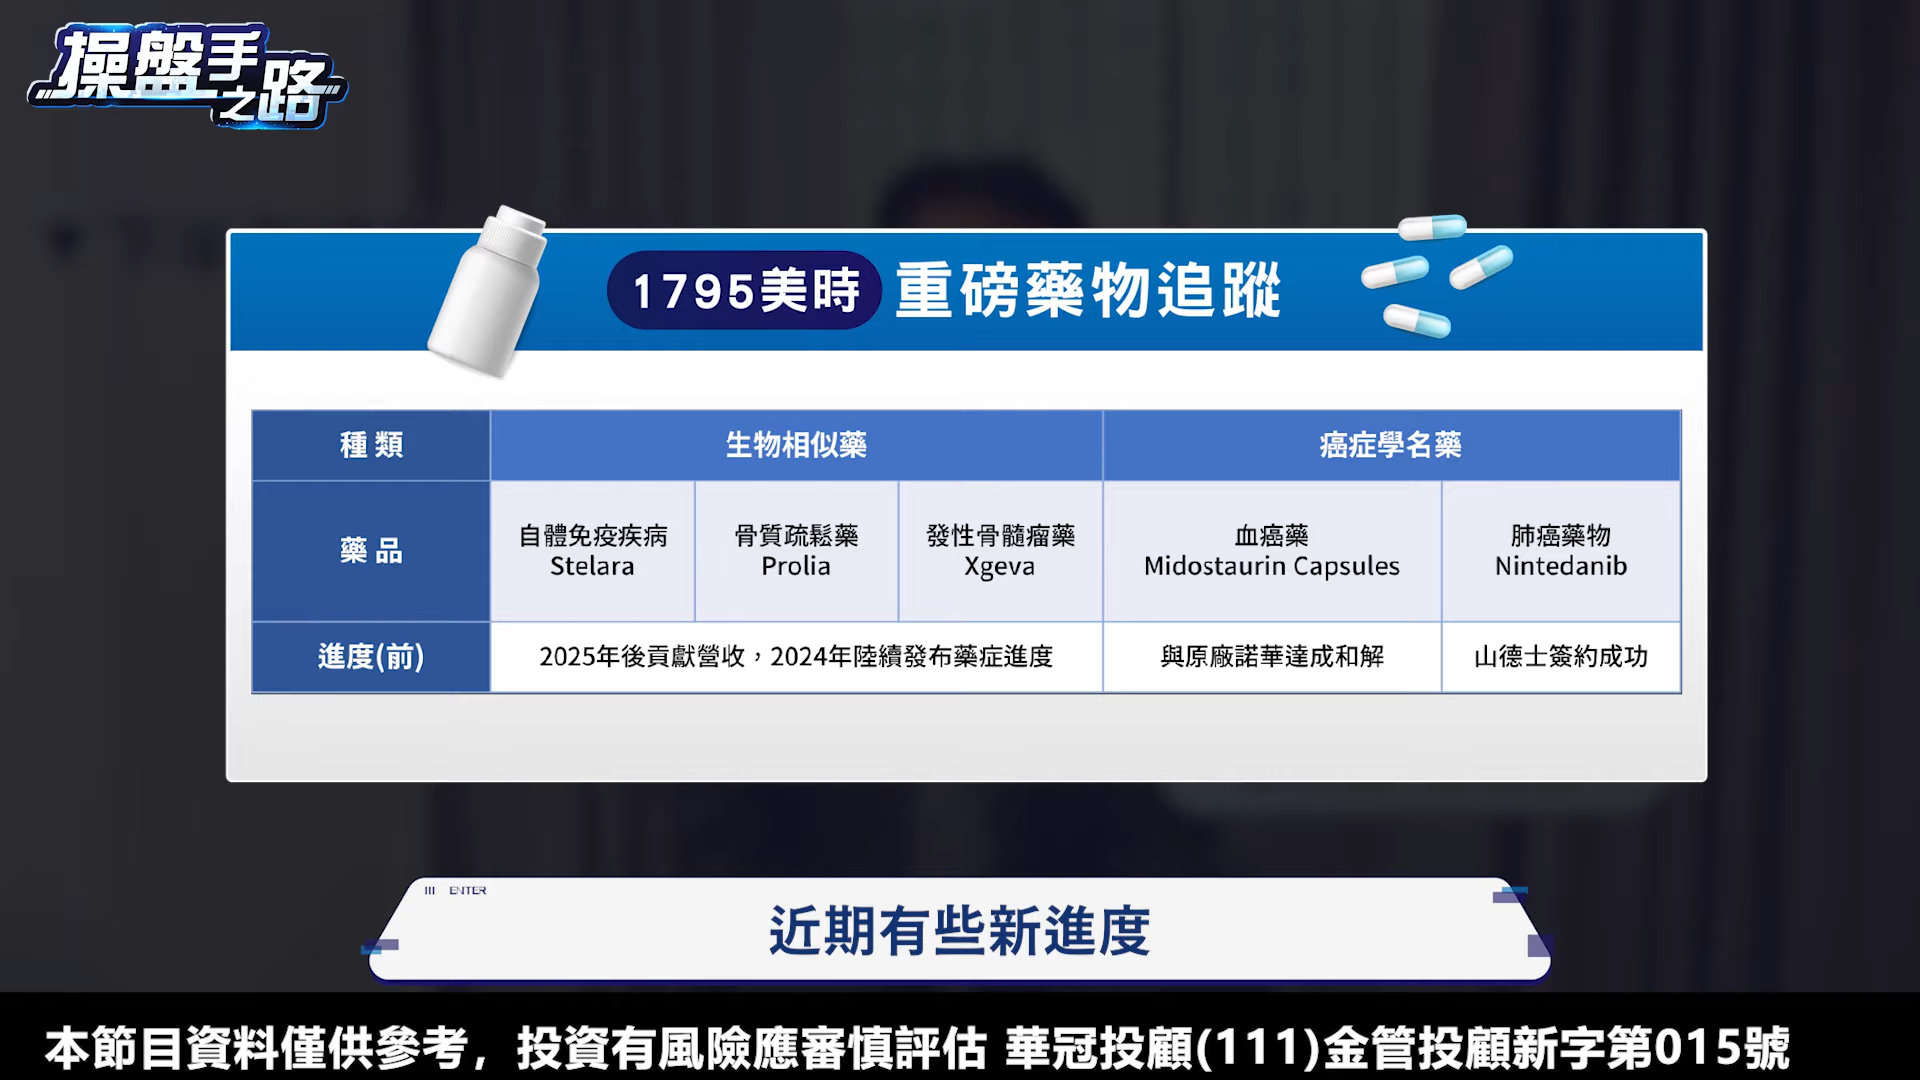 操盤手之路
1795美時 重磅藥物追蹤
種類 生物相似藥 癌症學名藥
藥品
自體免疫疾病
Stelara
骨質疏鬆藥
Prolia
發性骨髓瘤藥
Xgeva
血癌藥
Midostaurin Capsules
肺癌藥物
Nintedanib
進度(前) 2025年後貢獻營收，2024年陸續發布藥症進度 與原廠諾華達成和解 山德士簽約成功
III ENTER
近期有些新進度
本節目資料僅供參考，投資有風險應審慎評估 華冠投顧(111)金管投顧新字第015號